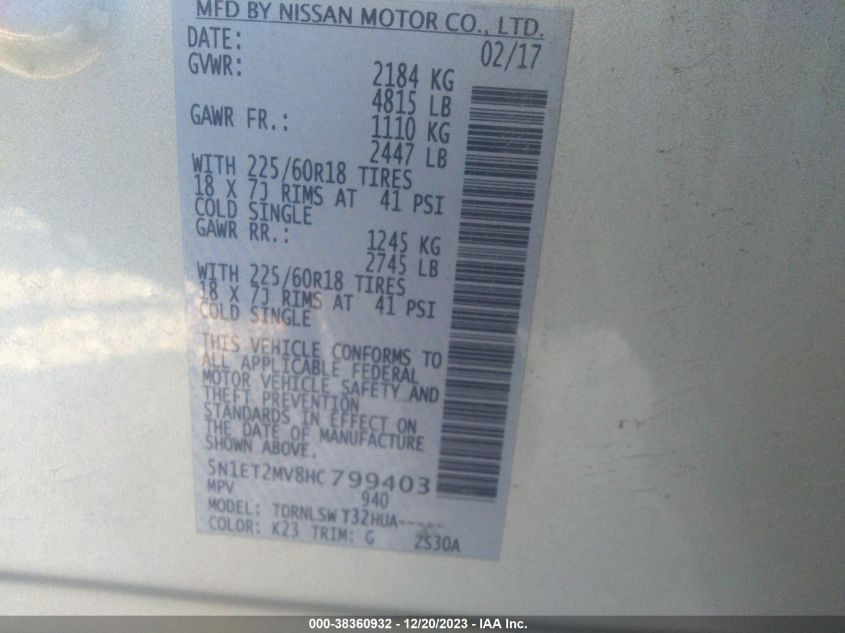 MFD BY NISSAN MOTOR CO., LTD.
DATE: 02/17
GVWR: 2184 KG
4815 LB
GAWR FR.: 1110 KG
2447 LB
WITH 225/60R18 TIRES
18 X 7J RIMS AT 41 PSI
COLD SINGLE
GAWR RR.: 1245 KG
2745 LB
WITH 225/60R18 TIRES
18 X 7J RIMS AT 41 PSI
COLD SINGLE
THIS VEHICLE CONFORMS TO
ALL APPLICABLE FEDERAL
MOTOR VEHICLE SAFETY AND
THEFT PREVENTION
STANDARDS IN EFFECT ON
THE DATE OF MANUFACTURE
SHOWN ABOVE.
5N1ET2MV8HC799403
MPV 940
MODEL: TDRNLSW T32HUA-----
COLOR: K23 TRIM: G ZS30A
000-38360932 - 12/20/2023 - IAA Inc.